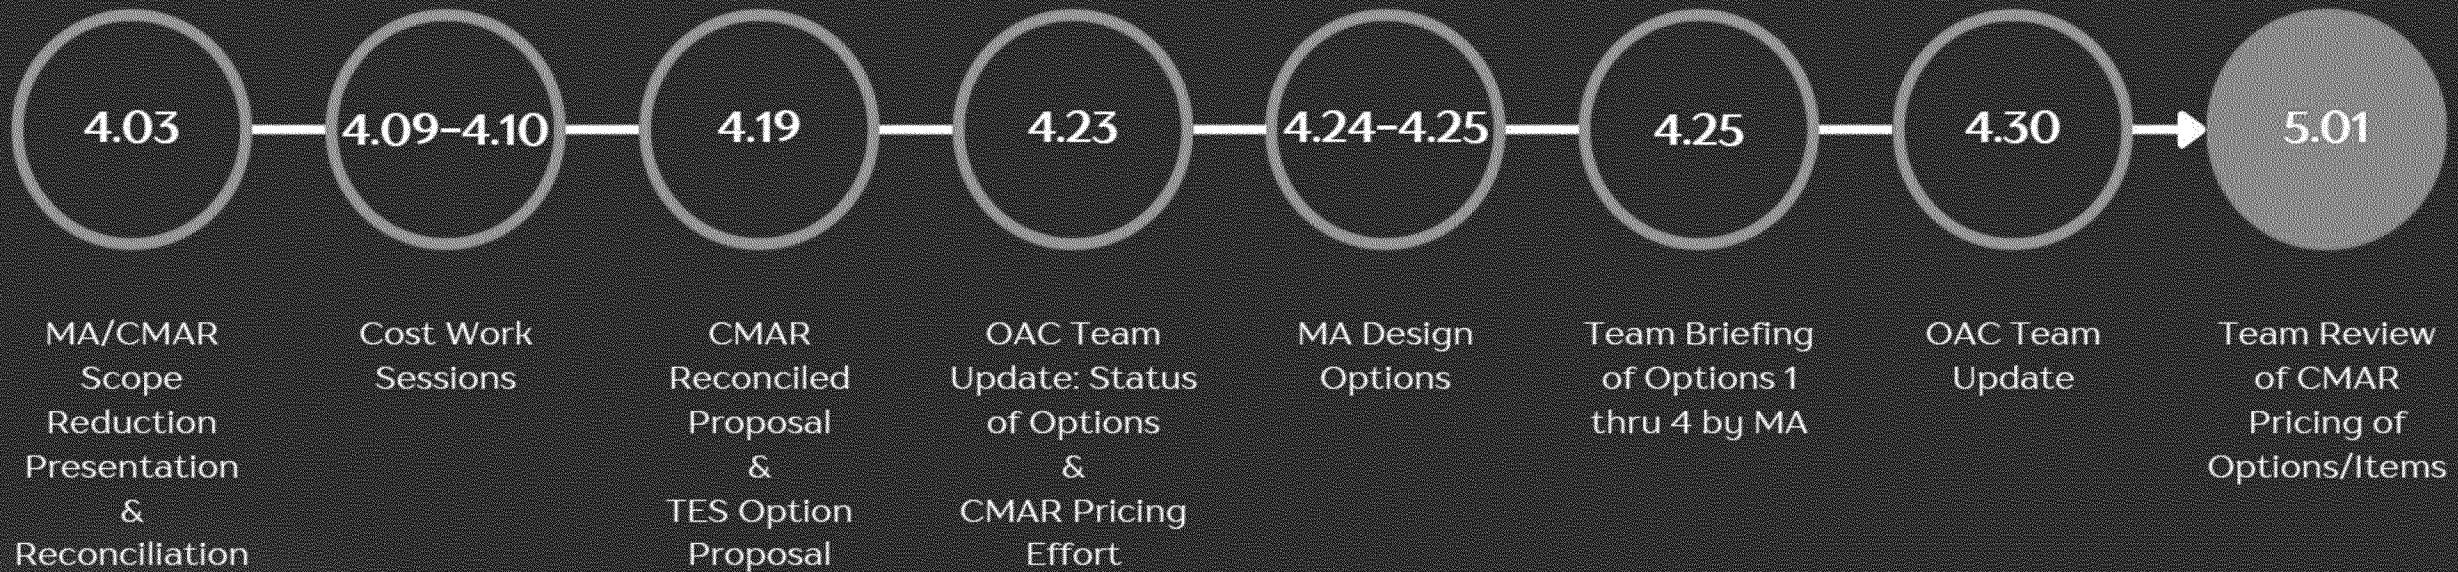 4.03
4.09-4.10
4.19
4.23
4.24-4.25
4.25
4.30
5.01
MA/CMAR
Scope
Reduction
Presentation
&
Reconciliation
Cost Work
Sessions
CMAR
Reconciled
Proposal
&
TES Option
Proposal
OAC Team
Update: Status
of Options
&
CMAR Pricing
Effort
MA Design
Options
Team Briefing
of Options 1
thru 4 by MA
OAC Team
Update
Team Review
of CMAR
Pricing of
Options/Items